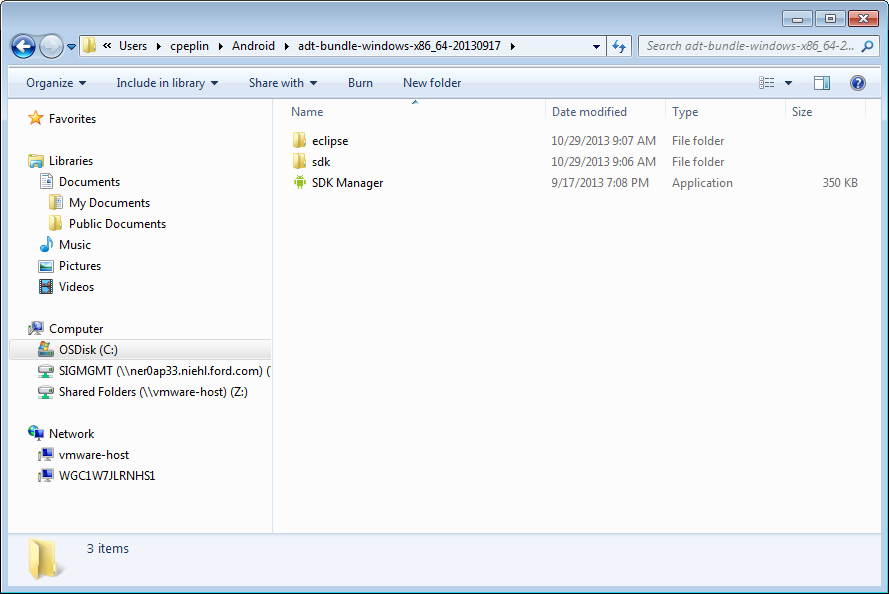 « Users ▸ cpeplin ▸ Android ▸ adt-bundle-windows-x86_64-20130917 ▸
Search adt-bundle-windows-x86_64-2...
Organize Include in library Share with Burn New folder
Favorites
Libraries
Documents
My Documents
Public Documents
Music
Pictures
Videos
Computer
OSDisk (C:)
SIGMGMT (\\ner0ap33.niehl.ford.com) (
Shared Folders (\\vmware-host) (Z:)
Network
vmware-host
WGC1W7JLRNHS1
Name Date modified Type Size
eclipse 10/29/2013 9:07 AM File folder
sdk 10/29/2013 9:06 AM File folder
SDK Manager 9/17/2013 7:08 PM Application 350 KB
3 items